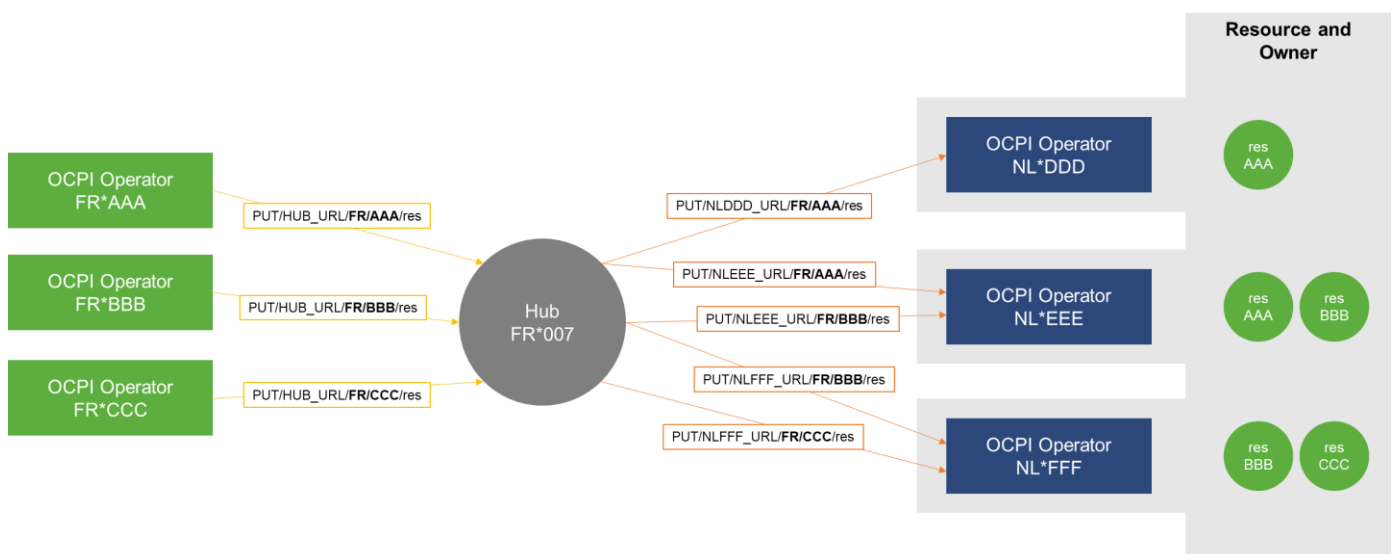 Resource and
Owner
OCPI Operator
FR*AAA
OCPI Operator
FR*BBB
OCPI Operator
FR*CCC
PUT/HUB_URL/FR/AAA/res
PUT/HUB_URL/FR/BBB/res
PUT/HUB_URL/FR/CCC/res
Hub
FR*007
PUT/NLDDD_URL/FR/AAA/res
PUT/NLEEE_URL/FR/AAA/res
PUT/NLEEE_URL/FR/BBB/res
PUT/NLFFF_URL/FR/BBB/res
PUT/NLFFF_URL/FR/CCC/res
OCPI Operator
NL*DDD
res
AAA
OCPI Operator
NL*EEE
res
AAA
res
BBB
OCPI Operator
NL*FFF
res
BBB
res
CCC